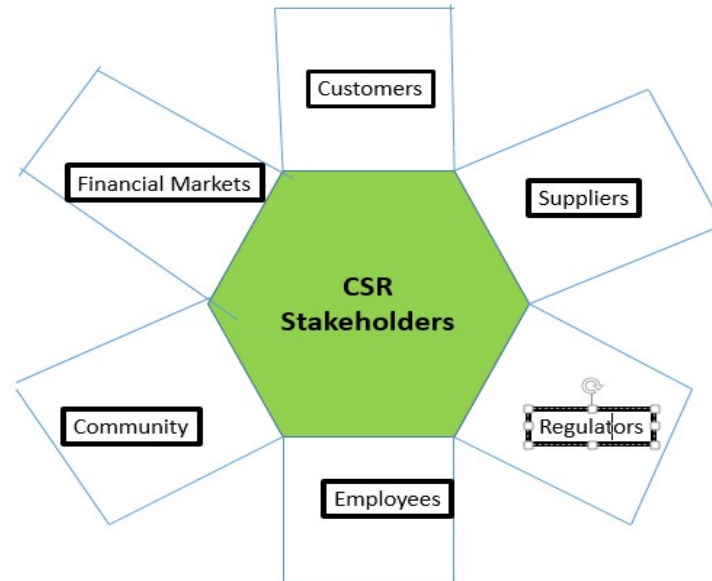 Customers
Financial Markets
Suppliers
CSR
Stakeholders
Community
Regulators
Employees